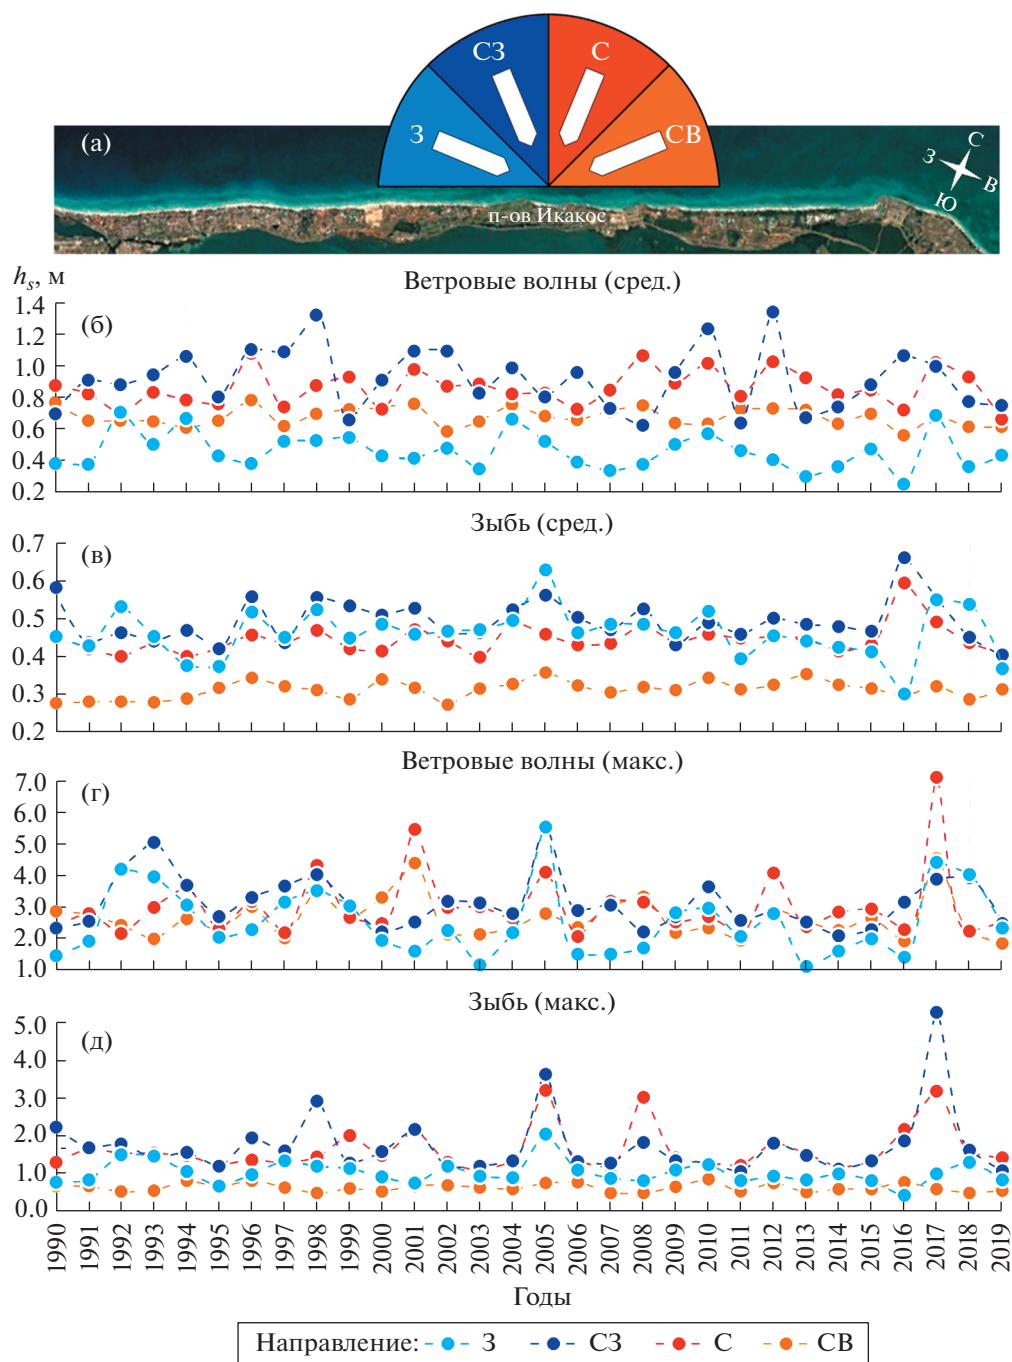 СЗ С
З СВ
(а)
С
З В
Ю
п-ов Икакос
h_s, м
Ветровые волны (сред.)
(б)
1.4
1.2
1.0
0.8
0.6
0.4
0.2
Зыбь (сред.)
(в)
0.7
0.6
0.5
0.4
0.3
0.2
Ветровые волны (макс.)
(г)
7.0
6.0
5.0
4.0
3.0
2.0
1.0
Зыбь (макс.)
(д)
5.0
4.0
3.0
2.0
1.0
0.0
1990 1991 1992 1993 1994 1995 1996 1997 1998 1999 2000 2001 2002 2003 2004 2005 2006 2007 2008 2009 2010 2011 2012 2013 2014 2015 2016 2017 2018 2019
Годы
Направление: З СЗ С СВ